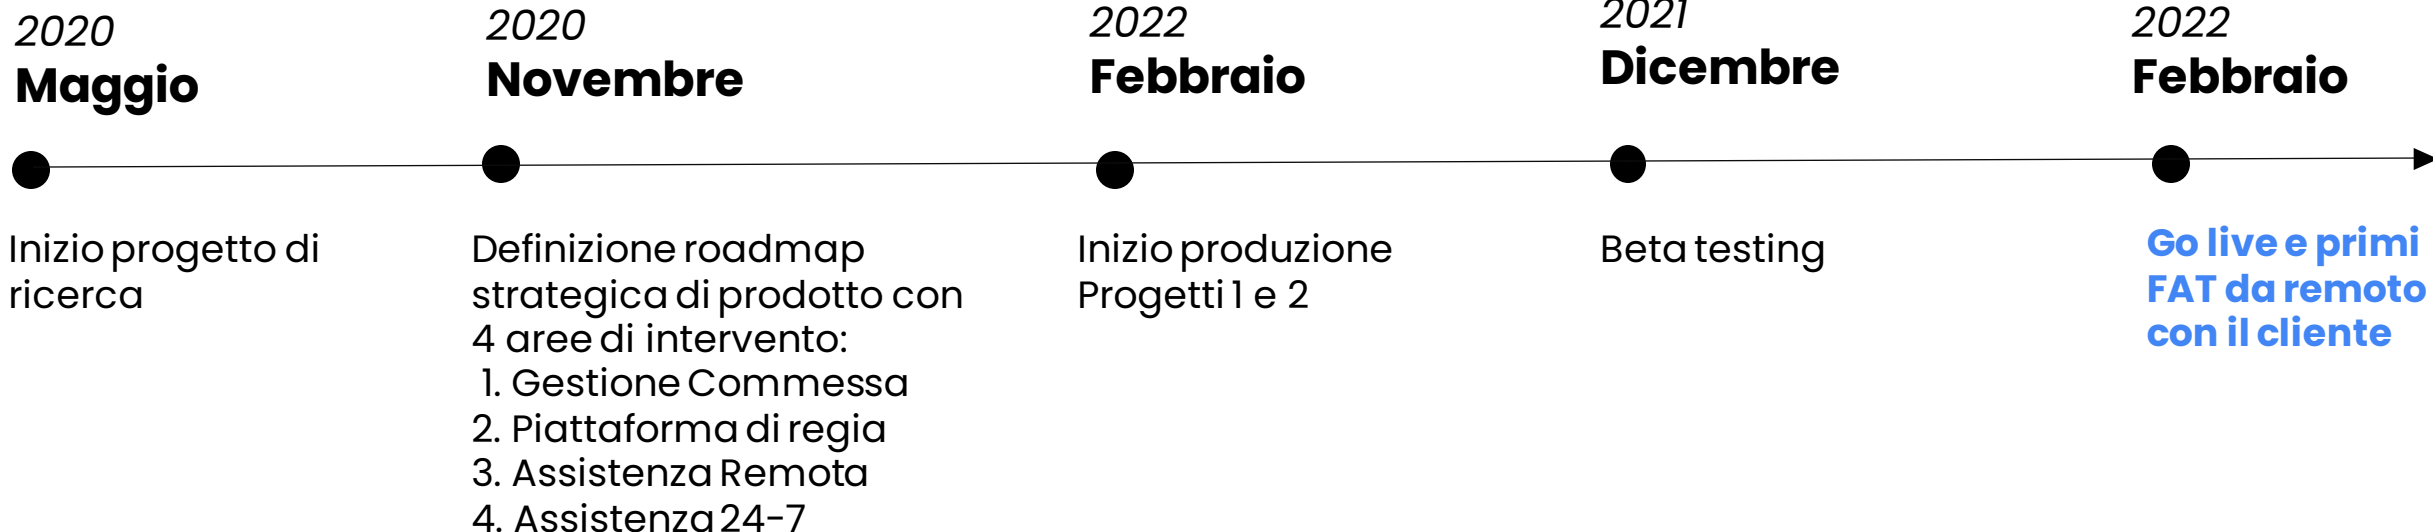 2020
Maggio
Inizio progetto di
ricerca
2020
Novembre
Definizione roadmap
strategica di prodotto con
4 aree di intervento:
1. Gestione Commessa
2. Piattaforma di regia
3. Assistenza Remota
4. Assistenza 24-7
2022
Febbraio
Inizio produzione
Progetti 1 e 2
2021
Dicembre
Beta testing
2022
Febbraio
Go live e primi
FAT da remoto
con il cliente